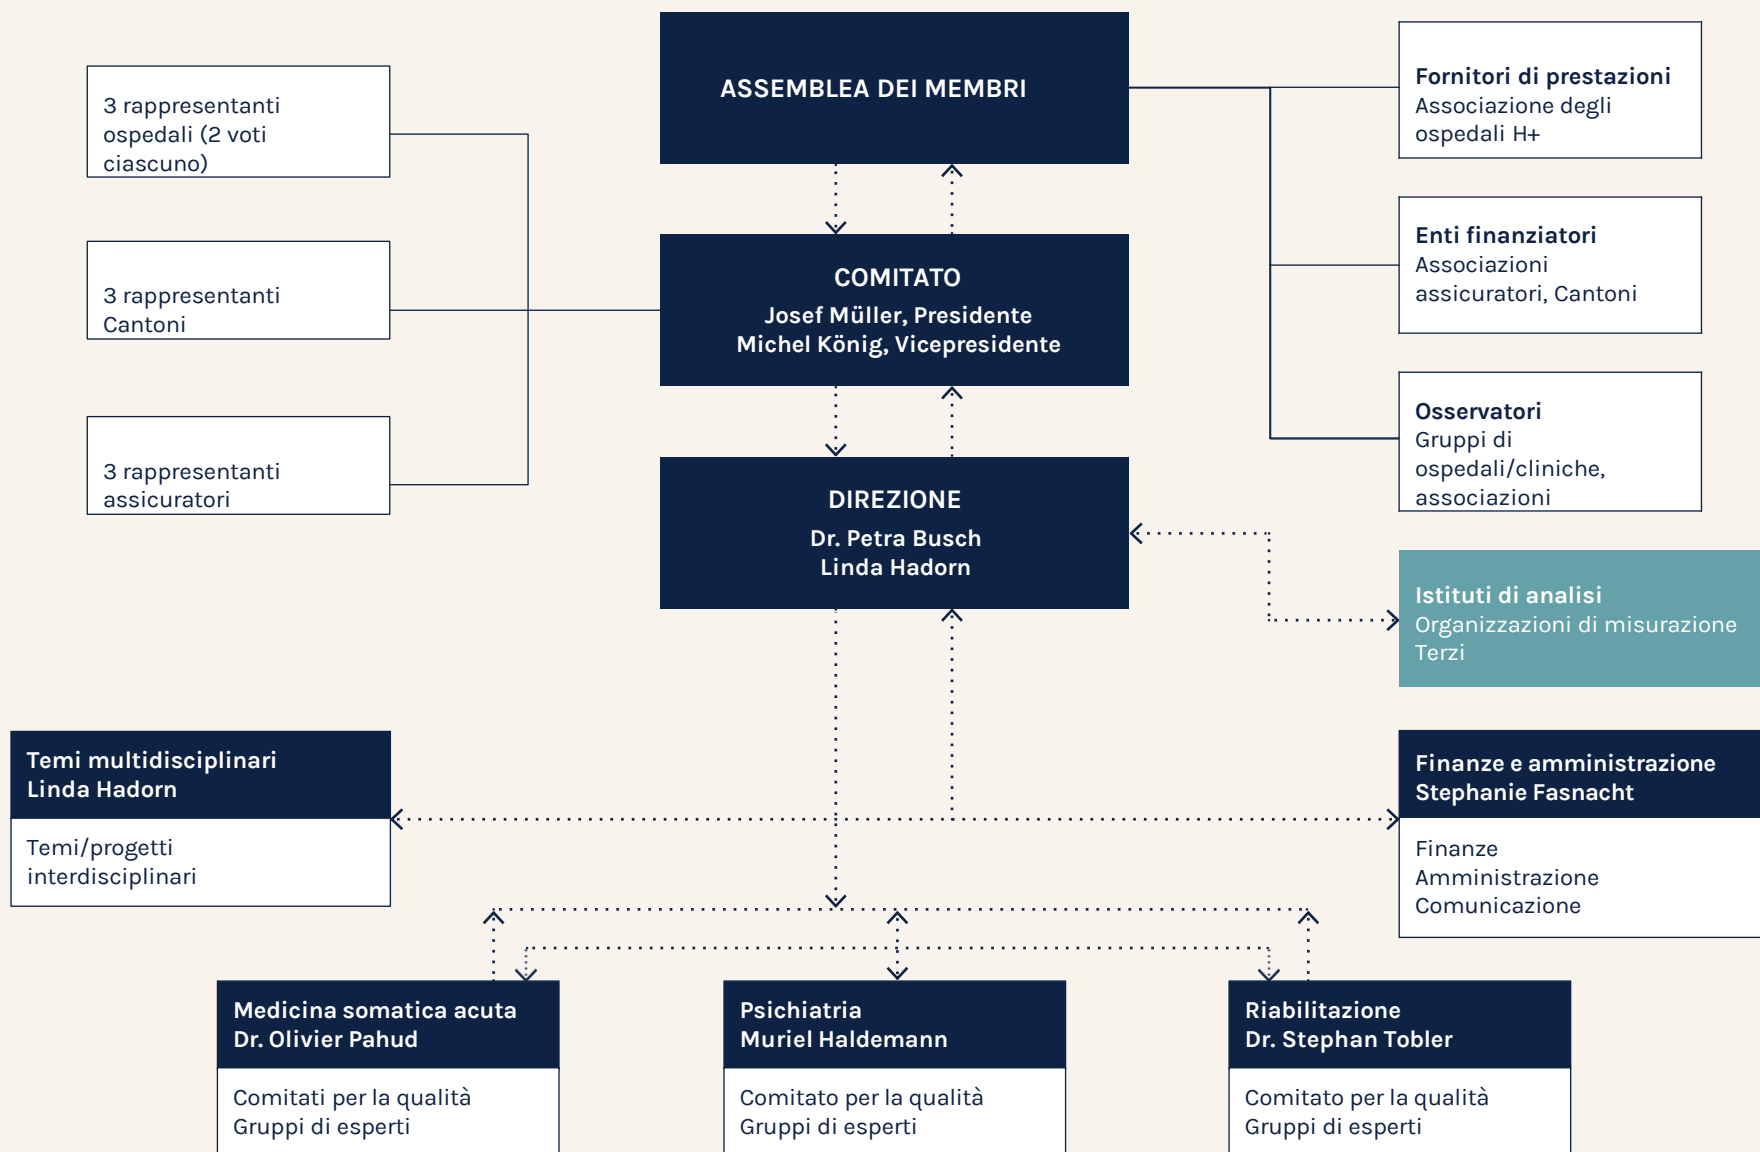 ASSEMBLEA DEI MEMBRI
3 rappresentanti
ospedali (2 voti
ciascuno)
Fornitori di prestazioni
Associazione degli
ospedali H+
3 rappresentanti
Cantoni
COMITATO
Josef Müller, Presidente
Michel König, Vicepresidente
Enti finanziatori
Associazioni
assicuratori, Cantoni
3 rappresentanti
assicuratori
DIREZIONE
Dr. Petra Busch
Linda Hadorn
Osservatori
Gruppi di
ospedali/cliniche,
associazioni
Istituti di analisi
Organizzazioni di misurazione
Terzi
Temi multidisciplinari
Linda Hadorn
Temi/progetti
interdisciplinari
Finanze e amministrazione
Stephanie Fasnacht
Finanze
Amministrazione
Comunicazione
Medicina somatica acuta
Dr. Olivier Pahud
Comitati per la qualità
Gruppi di esperti
Psichiatria
Muriel Haldemann
Comitato per la qualità
Gruppi di esperti
Riabilitazione
Dr. Stephan Tobler
Comitato per la qualità
Gruppi di esperti